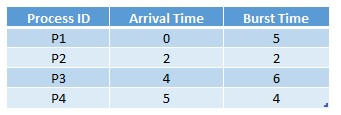 Process ID Arrival Time Burst Time
P1 0 5
P2 2 2
P3 4 6
P4 5 4